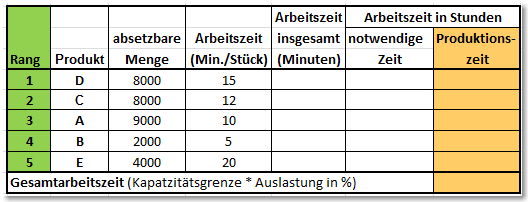 Rang Produkt absetzbare Menge Arbeitszeit (Min./Stück) Arbeitszeit insgesamt (Minuten) Arbeitszeit in Stunden notwendige Zeit Produktions-zeit
1 D 8000 15
2 C 8000 12
3 A 9000 10
4 B 2000 5
5 E 4000 20
Gesamtarbeitszeit (Kapatzitätsgrenze * Auslastung in %)